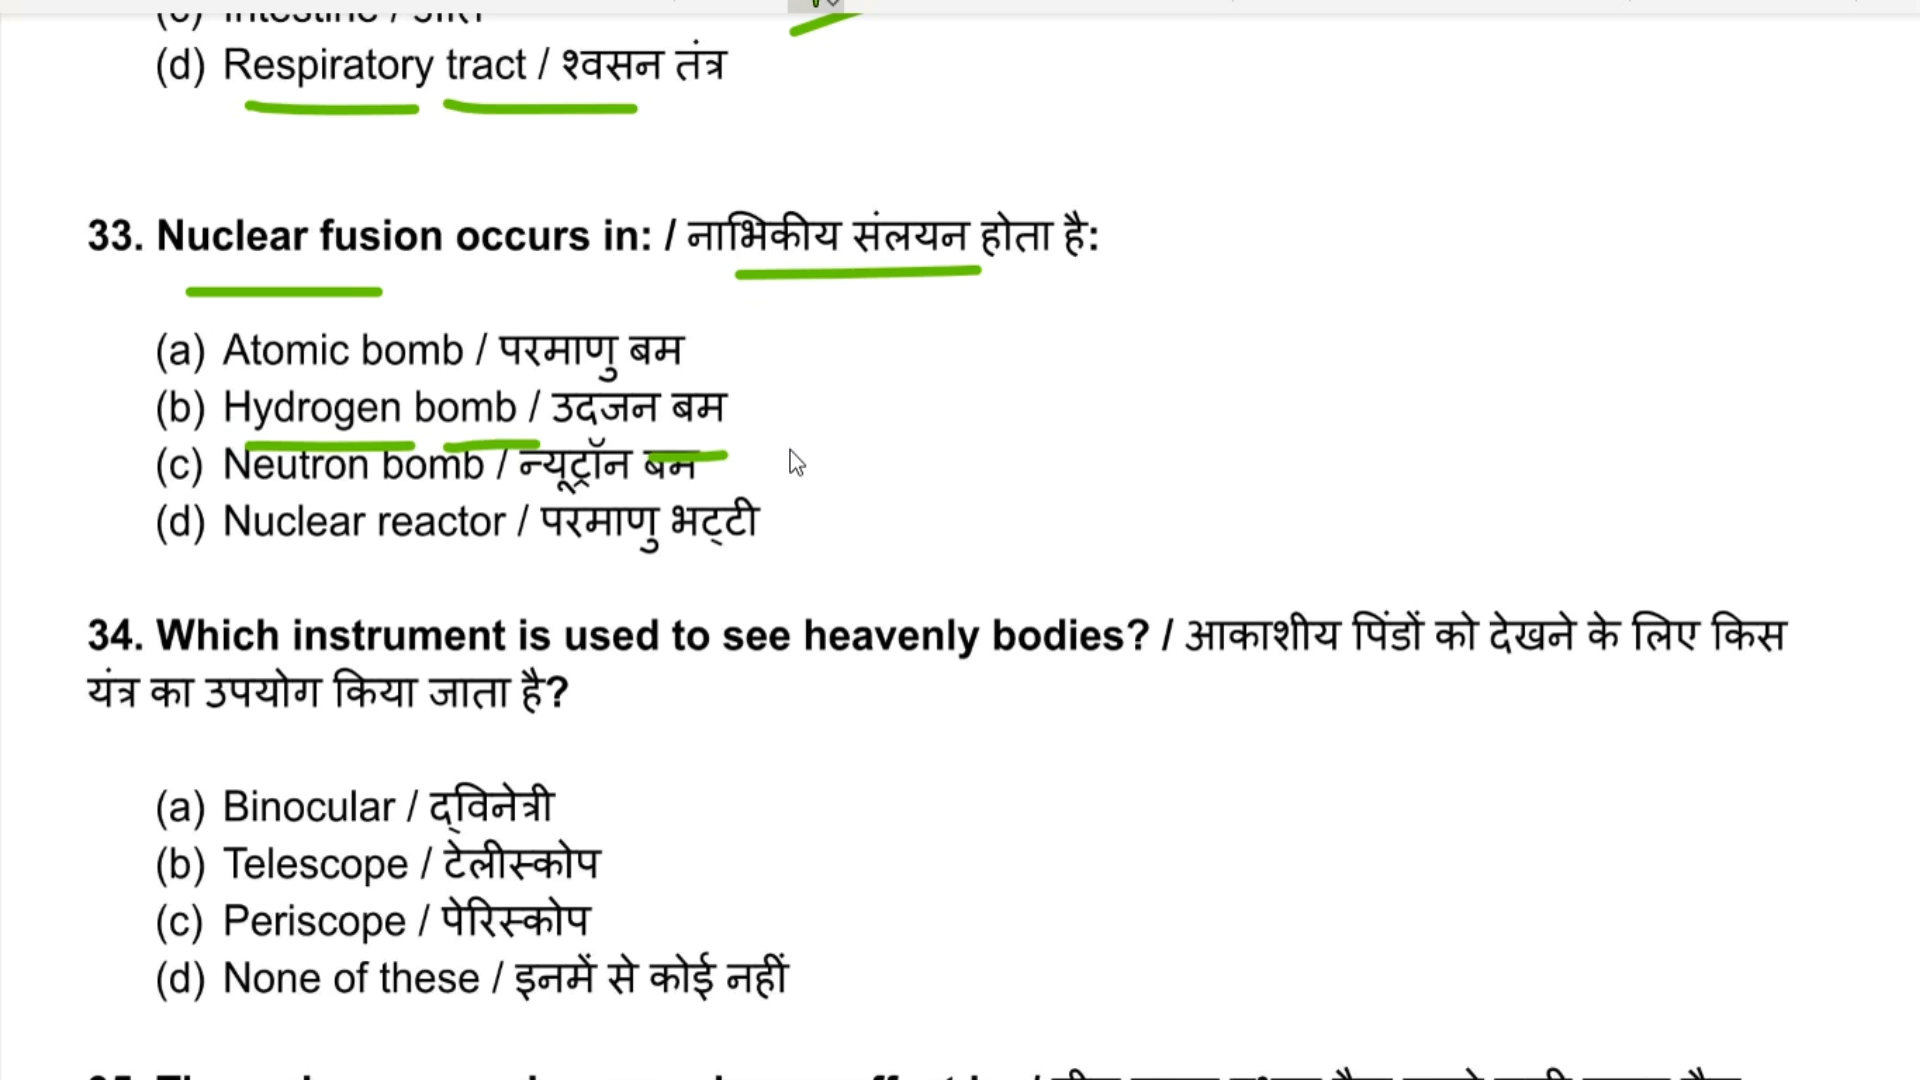 (d) Respiratory tract / श्वसन तंत्र
33. Nuclear fusion occurs in: / नाभिकीय संलयन होता है:
(a) Atomic bomb / परमाणु बम
(b) Hydrogen bomb / उदजन बम
(c) Neutron bomb / न्यूट्रॉन बम
(d) Nuclear reactor / परमाणु भट्टी
34. Which instrument is used to see heavenly bodies? / आकाशीय पिंडों को देखने के लिए किस
यंत्र का उपयोग किया जाता है?
(a) Binocular / द्विनेत्री
(b) Telescope / टेलीस्कोप
(c) Periscope / पेरिस्कोप
(d) None of these / इनमें से कोई नहीं